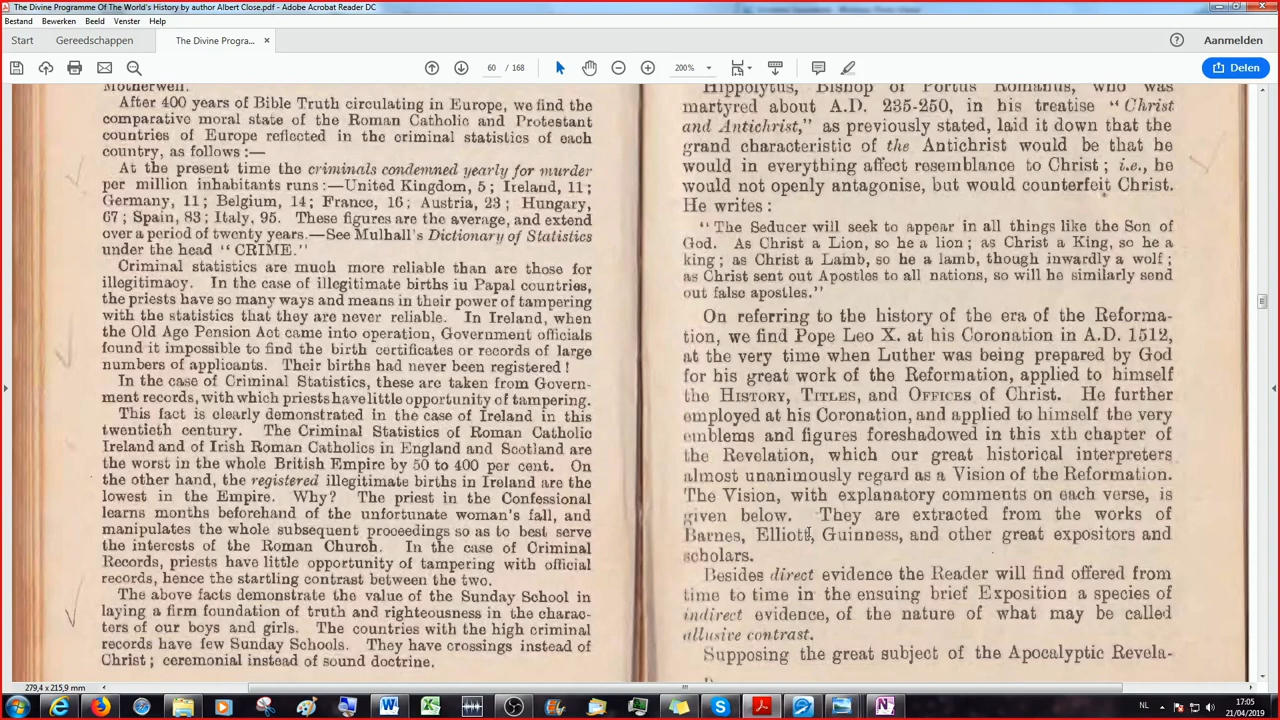 The Divine Programme Of The World's History by author Albert Close.pdf - Adobe Acrobat Reader DC
Bestand Bewerken Beeld Venster Help
Start Gereedschappen The Divine Progra... × Aanmelden
60 / 168 200% Delen
Motherwell.
After 400 years of Bible Truth circulating in Europe, we find the
comparative moral state of the Roman Catholic and Protestant
countries of Europe reflected in the criminal statistics of each
country, as follows :—
At the present time the criminals condemned yearly for murder
per million inhabitants runs :—United Kingdom, 5 ; Ireland, 11 ;
Germany, 11 ; Belgium, 14 ; France, 16 ; Austria, 23 ; Hungary,
67 ; Spain, 83 ; Italy, 95. These figures are the average, and extend
over a period of twenty years.—See Mulhall's Dictionary of Statistics
under the head "CRIME."
Criminal statistics are much more reliable than are those for
illegitimacy. In the case of illegitimate births in Papal countries,
the priests have so many ways and means in their power of tampering
with the statistics that they are never reliable. In Ireland, when
the Old Age Pension Act came into operation, Government officials
found it impossible to find the birth certificates or records of large
numbers of applicants. Their births had never been registered !
In the case of Criminal Statistics, these are taken from Govern-
ment records, with which priests have little opportunity of tampering.
This fact is clearly demonstrated in the case of Ireland in this
twentieth century. The Criminal Statistics of Roman Catholic
Ireland and of Irish Roman Catholics in England and Scotland are
the worst in the whole British Empire by 50 to 400 per cent. On
the other hand, the registered illegitimate births in Ireland are the
lowest in the Empire. Why? The priest in the Confessional
learns months beforehand of the unfortunate woman's fall, and
manipulates the whole subsequent proceedings so as to best serve
the interests of the Roman Church. In the case of Criminal
Records, priests have little opportunity of tampering with official
records, hence the startling contrast between the two.
The above facts demonstrate the value of the Sunday School in
laying a firm foundation of truth and righteousness in the charac-
ters of our boys and girls. The countries with the high criminal
records have few Sunday Schools. They have crossings instead of
Christ ; ceremonial instead of sound doctrine.
Hippolytus, Bishop of Portus Romanus, who was
martyred about A.D. 235-250, in his treatise "Christ
and Antichrist," as previously stated, laid it down that the
grand characteristic of the Antichrist would be that he
would in everything affect resemblance to Christ ; i.e., he
would not openly antagonise, but would counterfeit Christ.
He writes :
"The Seducer will seek to appear in all things like the Son of
God. As Christ a Lion, so he a lion ; as Christ a King, so he a
king ; as Christ a Lamb, so he a lamb, though inwardly a wolf ;
as Christ sent out Apostles to all nations, so will he similarly send
out false apostles."
On referring to the history of the era of the Reforma-
tion, we find Pope Leo X. at his Coronation in A.D. 1512,
at the very time when Luther was being prepared by God
for his great work of the Reformation, applied to himself
the HISTORY, TITLES, and OFFICES of Christ. He further
employed at his Coronation, and applied to himself the very
emblems and figures foreshadowed in this xth chapter of
the Revelation, which our great historical interpreters
almost unanimously regard as a Vision of the Reformation.
The Vision, with explanatory comments on each verse, is
given below. They are extracted from the works of
Barnes, Elliott, Guinness, and other great expositors and
scholars.
Besides direct evidence the Reader will find offered from
time to time in the ensuing brief Exposition a species of
indirect evidence, of the nature of what may be called
allusive contrast.
Supposing the great subject of the Apocalyptic Revela-
279,4 x 215,9 mm
NL 17:05
21/04/2019